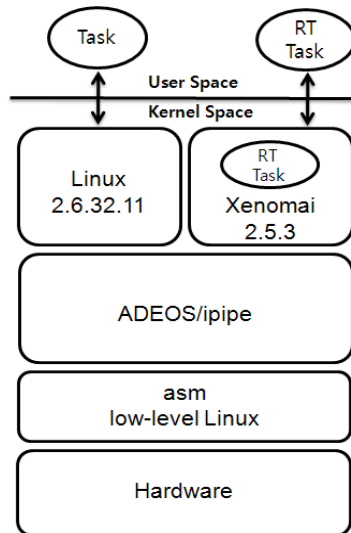 Task
RT
Task
User Space
Kernel Space
Linux
2.6.32.11
RT
Task
Xenomai
2.5.3
ADEOS/ipipe
asm
low-level Linux
Hardware